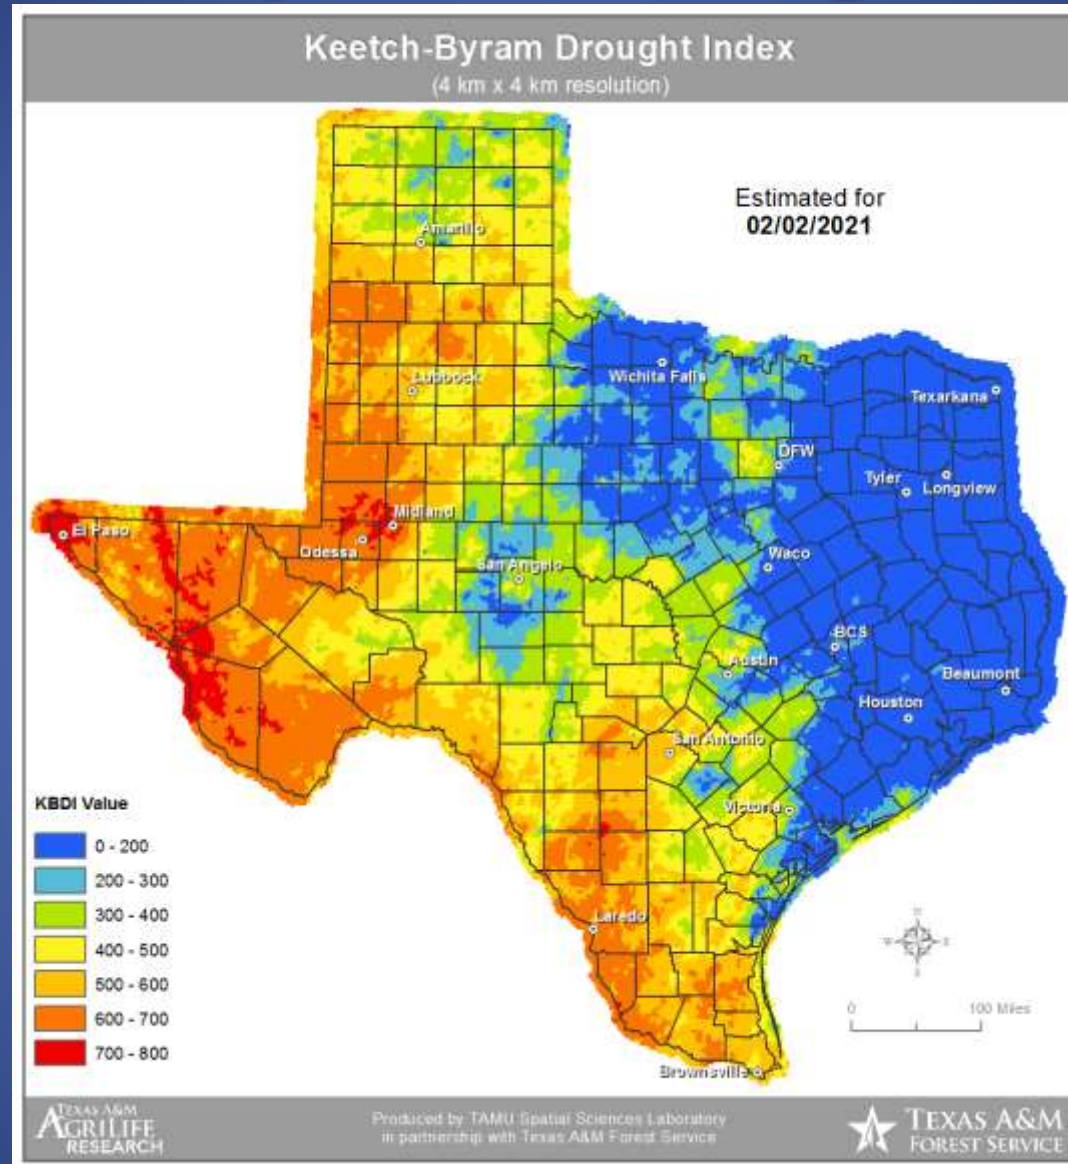 Keetch-Byram Drought Index
(4 km x 4 km resolution)
Estimated for
02/02/2021
Amarillo
Wichita Falls
Texarkana
Lubbock
DFW
Tyler
Longview
Midland
El Paso
Odessa
Waco
San Angelo
BCS
Austin
Beaumont
Houston
San Antonio
Victoria
KBDI Value
0 - 200
200 - 300
300 - 400
400 - 500
500 - 600
600 - 700
700 - 800
Laredo
N
W
E
S
0
100 Miles
Brownsville
TEXAS A&M
AGRILIFE
RESEARCH
Produced by TAMU Spatial Sciences Laboratory
in partnership with Texas A&M Forest Service
TEXAS A&M
FOREST SERVICE